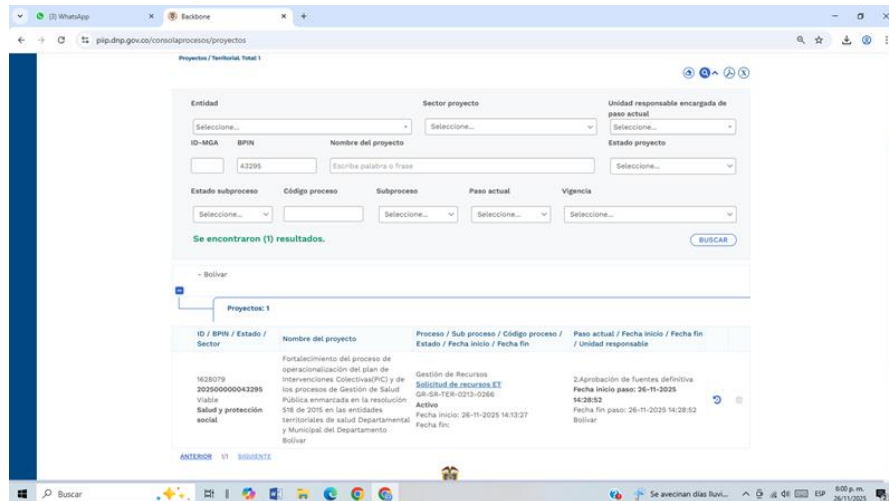 (3) WhatsApp
Backbone
piip.dnp.gov.co/consolaprocesos/proyectos
Proyectos / Territorial. Total: 1
Entidad
Sector proyecto
Unidad responsable encargada de
paso actual
Seleccione...
Seleccione...
Seleccione...
ID-MGA
BPIN
Nombre del proyecto
Estado proyecto
43295
Escriba palabra o frase
Seleccione...
Estado subproceso
Código proceso
Subproceso
Paso actual
Vigencia
Seleccione...
Seleccione...
Seleccione...
Seleccione...
Se encontraron (1) resultados.
BUSCAR
- Bolívar
Proyectos: 1
ID / BPIN / Estado /
Sector
Nombre del proyecto
Proceso / Sub proceso / Código proceso /
Estado / Fecha inicio / Fecha fin
Paso actual / Fecha inicio / Fecha fin
/ Unidad responsable
1628079
202500000043295
Viable
Salud y protección
social
Fortalecimiento del proceso de
operacionalización del plan de
Intervenciones Colectivas(PIC) y de
los procesos de Gestión de Salud
Pública enmarcada en la resolución
518 de 2015 en las entidades
territoriales de salud Departamental
y Municipal del Departamento
Bolívar
Gestión de Recursos
Solicitud de recursos ET
GR-SR-TER-0213-0266
Activo
Fecha inicio: 26-11-2025 14:13:27
Fecha fin:
2.Aprobación de fuentes definitiva
Fecha inicio paso: 26-11-2025
14:28:52
Fecha fin paso: 26-11-2025 14:28:52
Bolívar
ANTERIOR 1/1 SIGUIENTE
Buscar
Se avecinan días lluvi...
ESP
6:00 p. m.
26/11/2025